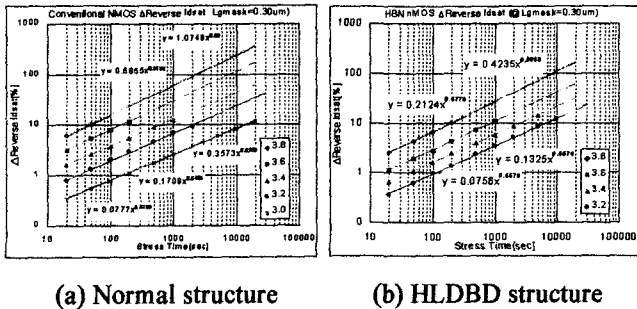 Conventional NMOS ΔReverse Idsat Lgmask=0.30um)
1000
100
10
1
0
ΔReverse Idsat[%]
y = 1.0748x
y = 0.6855x
y = 0.3573x
y = 0.1708x
y = 0.0777x
3.8
3.6
3.4
3.2
3.0
10 100 1000 10000 100000
Stress Time[sec]
HBN nMOS ΔReverse Idsat (@ Lgmask=0.30um)
1000
100
10
1
0
ΔReverse Idsat[%]
y = 0.4235x
y = 0.2124x
y = 0.1325x
y = 0.0758x
3.8
3.6
3.4
3.2
10 100 1000 10000 100000
Stress Time[sec]
(a) Normal structure
(b) HLDBD structure